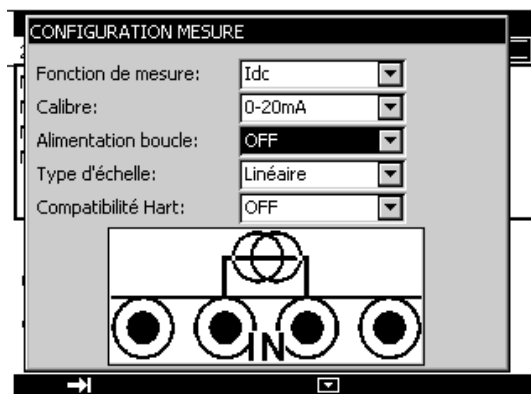 CONFIGURATION MESURE
Fonction de mesure: Idc
Calibre: 0-20mA
Alimentation boucle: OFF
Type d'échelle: Linéaire
Compatibilité Hart: OFF
IN